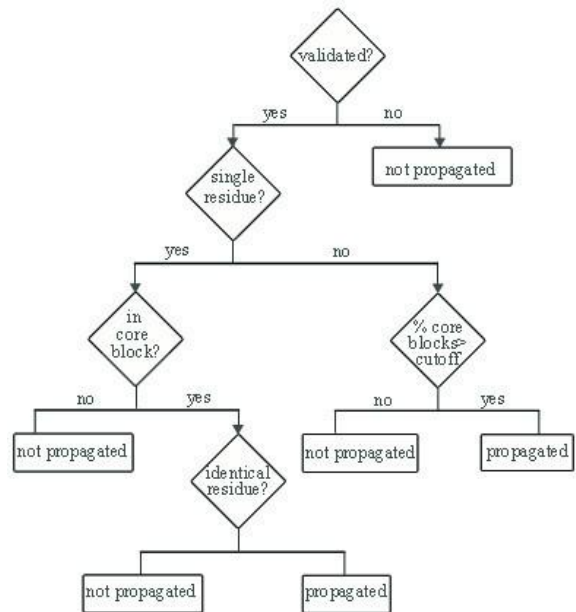 validated?
yes
no
not propagated
single
residue?
yes
no
in
core
block?
% core
blocks>
cutoff
no
yes
no
yes
not propagated
not propagated
propagated
identical
residue?
not propagated
propagated